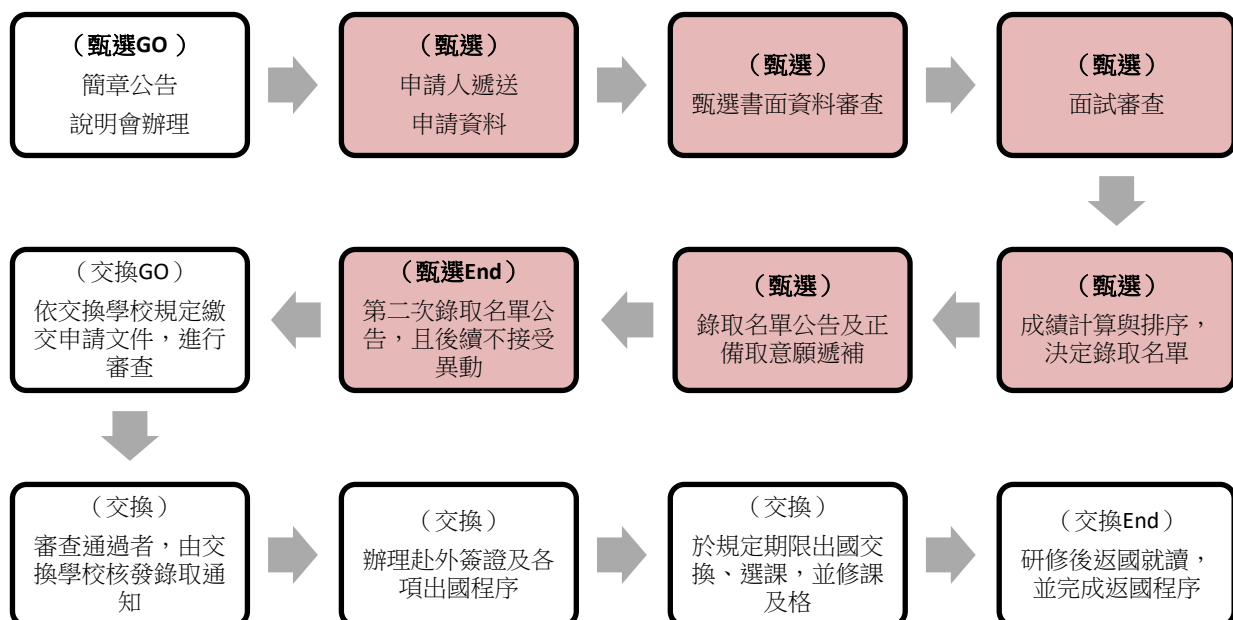 （甄選GO）
簡章公告
說明會辦理
（甄選）
申請人遞送
申請資料
（甄選）
甄選書面資料審查
（甄選）
面試審查
（甄選）
成績計算與排序，
決定錄取名單
（甄選）
錄取名單公告及正
備取意願遞補
（甄選End）
第二次錄取名單公
告，且後續不接受
異動
（交換GO）
依交換學校規定繳
交申請文件，進行
審查
（交換）
審查通過者，由交
換學校核發錄取通
知
（交換）
辦理赴外簽證及各
項出國程序
（交換）
於規定期限出國交
換、選課，並修課
及格
（交換End）
研修後返國就讀，
並完成返國程序